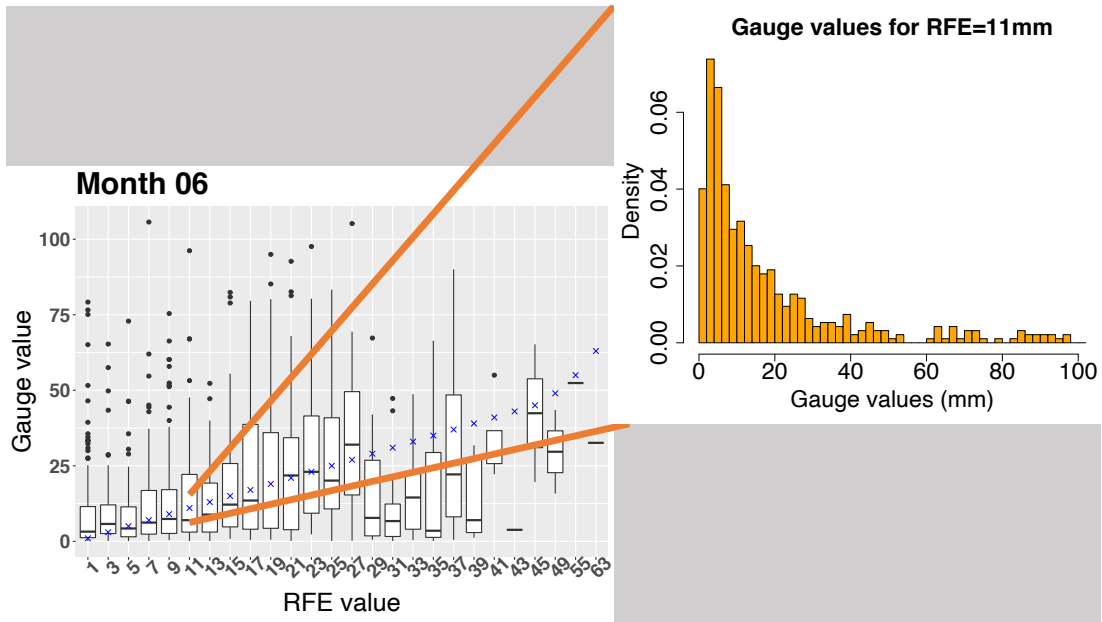 Month 06
Gauge value
100
75
50
25
0
1 3 5 7 9 11 13 15 17 19 21 23 25 27 29 31 33 35 37 39 41 43 45 49 55 63
RFE value
Gauge values for RFE=11mm
Density
0.06
0.04
0.02
0.00
0 20 40 60 80 100
Gauge values (mm)